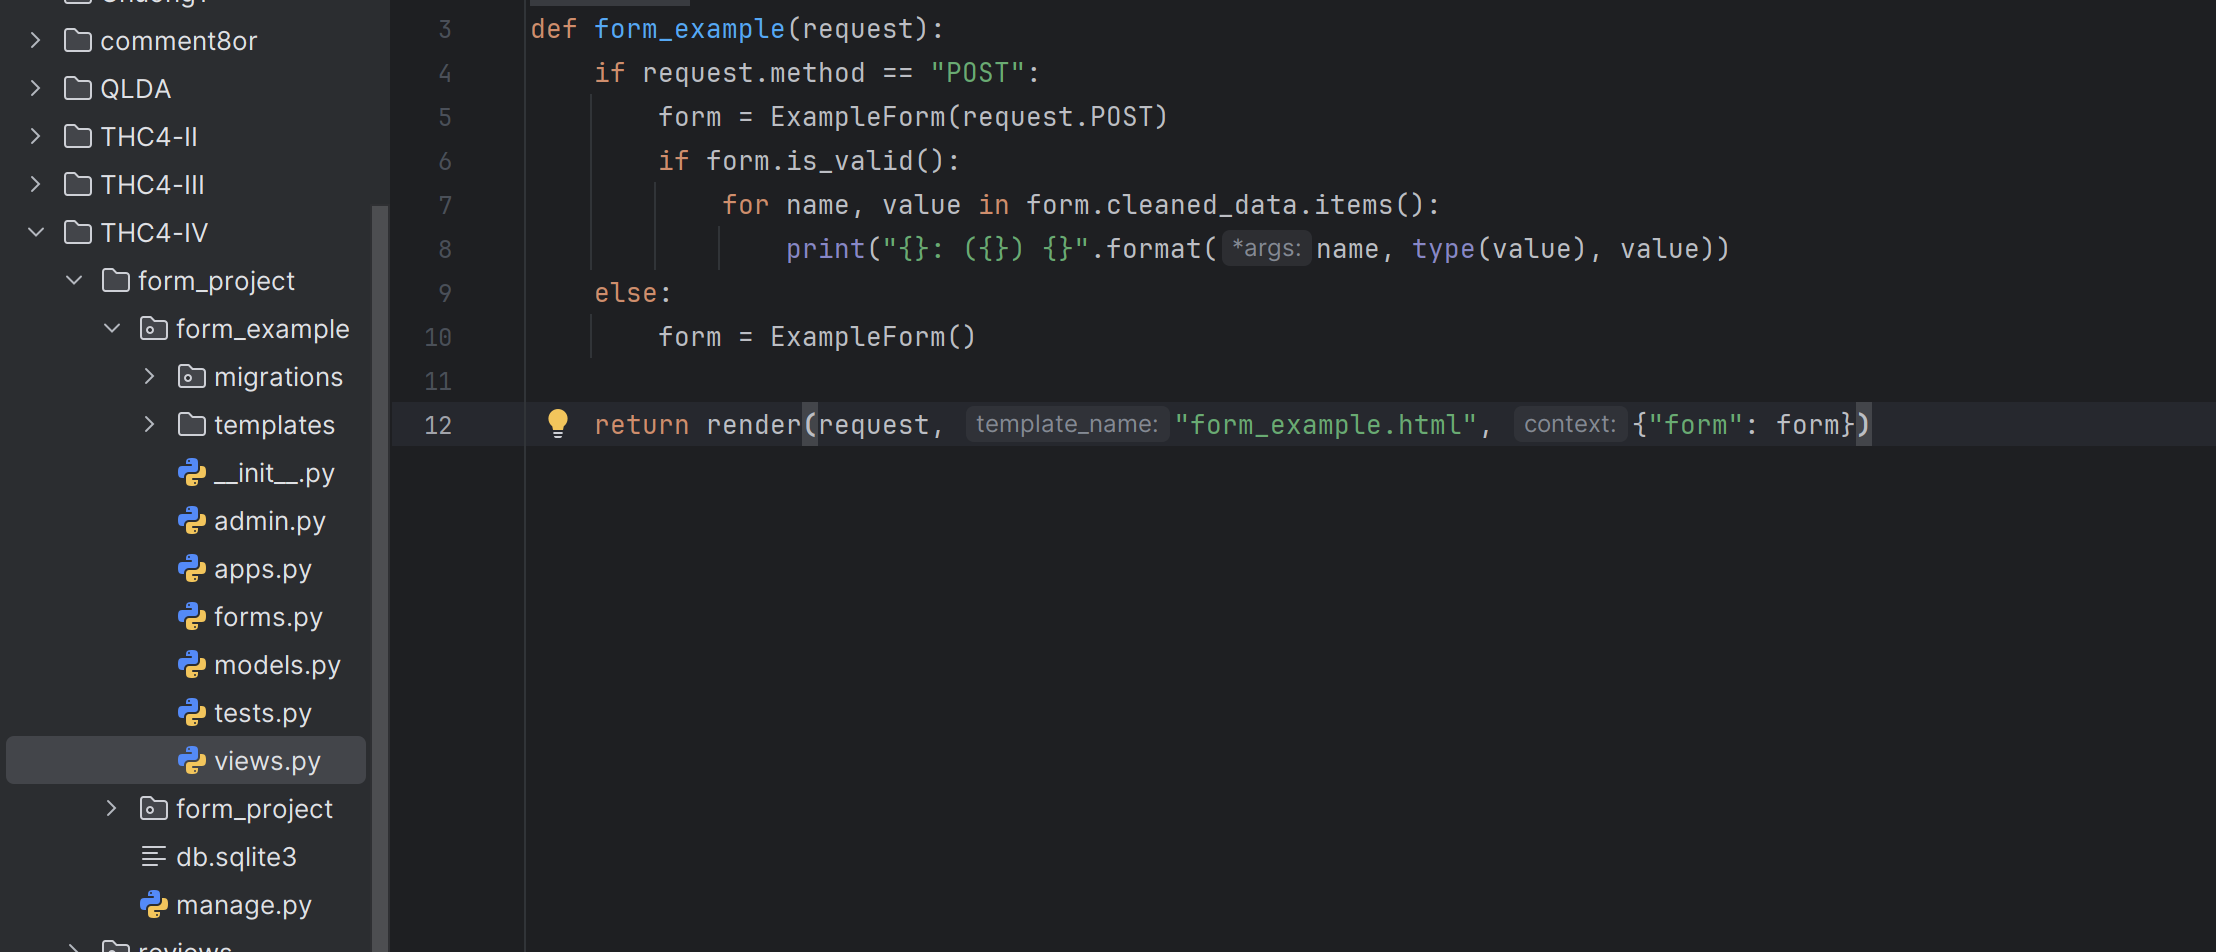 comment8or
QLDA
THC4-II
THC4-III
THC4-IV
form_project
form_example
migrations
templates
__init__.py
admin.py
apps.py
forms.py
models.py
tests.py
views.py
form_project
db.sqlite3
manage.py
reviews
3 def form_example(request):
4 if request.method == "POST":
5 form = ExampleForm(request.POST)
6 if form.is_valid():
7 for name, value in form.cleaned_data.items():
8 print("{}: ({}) {}".format( *args: name, type(value), value))
9 else:
10 form = ExampleForm()
11
12 return render(request, template_name: "form_example.html", context: {"form": form})